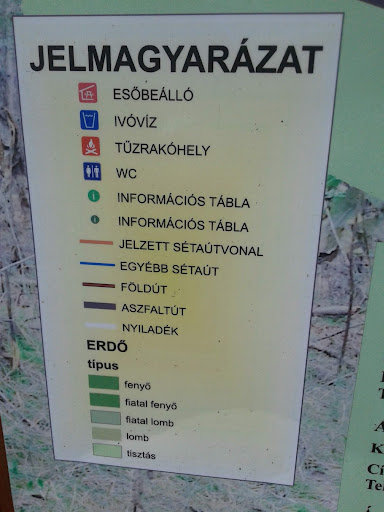 JELMAGYARÁZAT
ESŐBEÁLLÓ
IVÓVÍZ
TŰZRAKÓHELY
WC
INFORMÁCIÓS TÁBLA
INFORMÁCIÓS TÁBLA
JELZETT SÉTAÚTVONAL
EGYÉBB SÉTAÚT
FÖLDÚT
ASZFALTÚT
NYILADÉK
ERDŐ
típus
fenyő
fiatal fenyő
fiatal lomb
lomb
tisztás